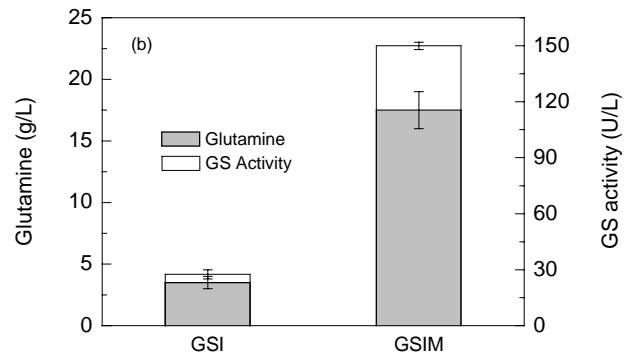 (b)
25
20
15
10
5
0
Glutamine (g/L)
Glutamine
GS Activity
150
120
90
60
30
0
GS activity (U/L)
GSI
GSIM